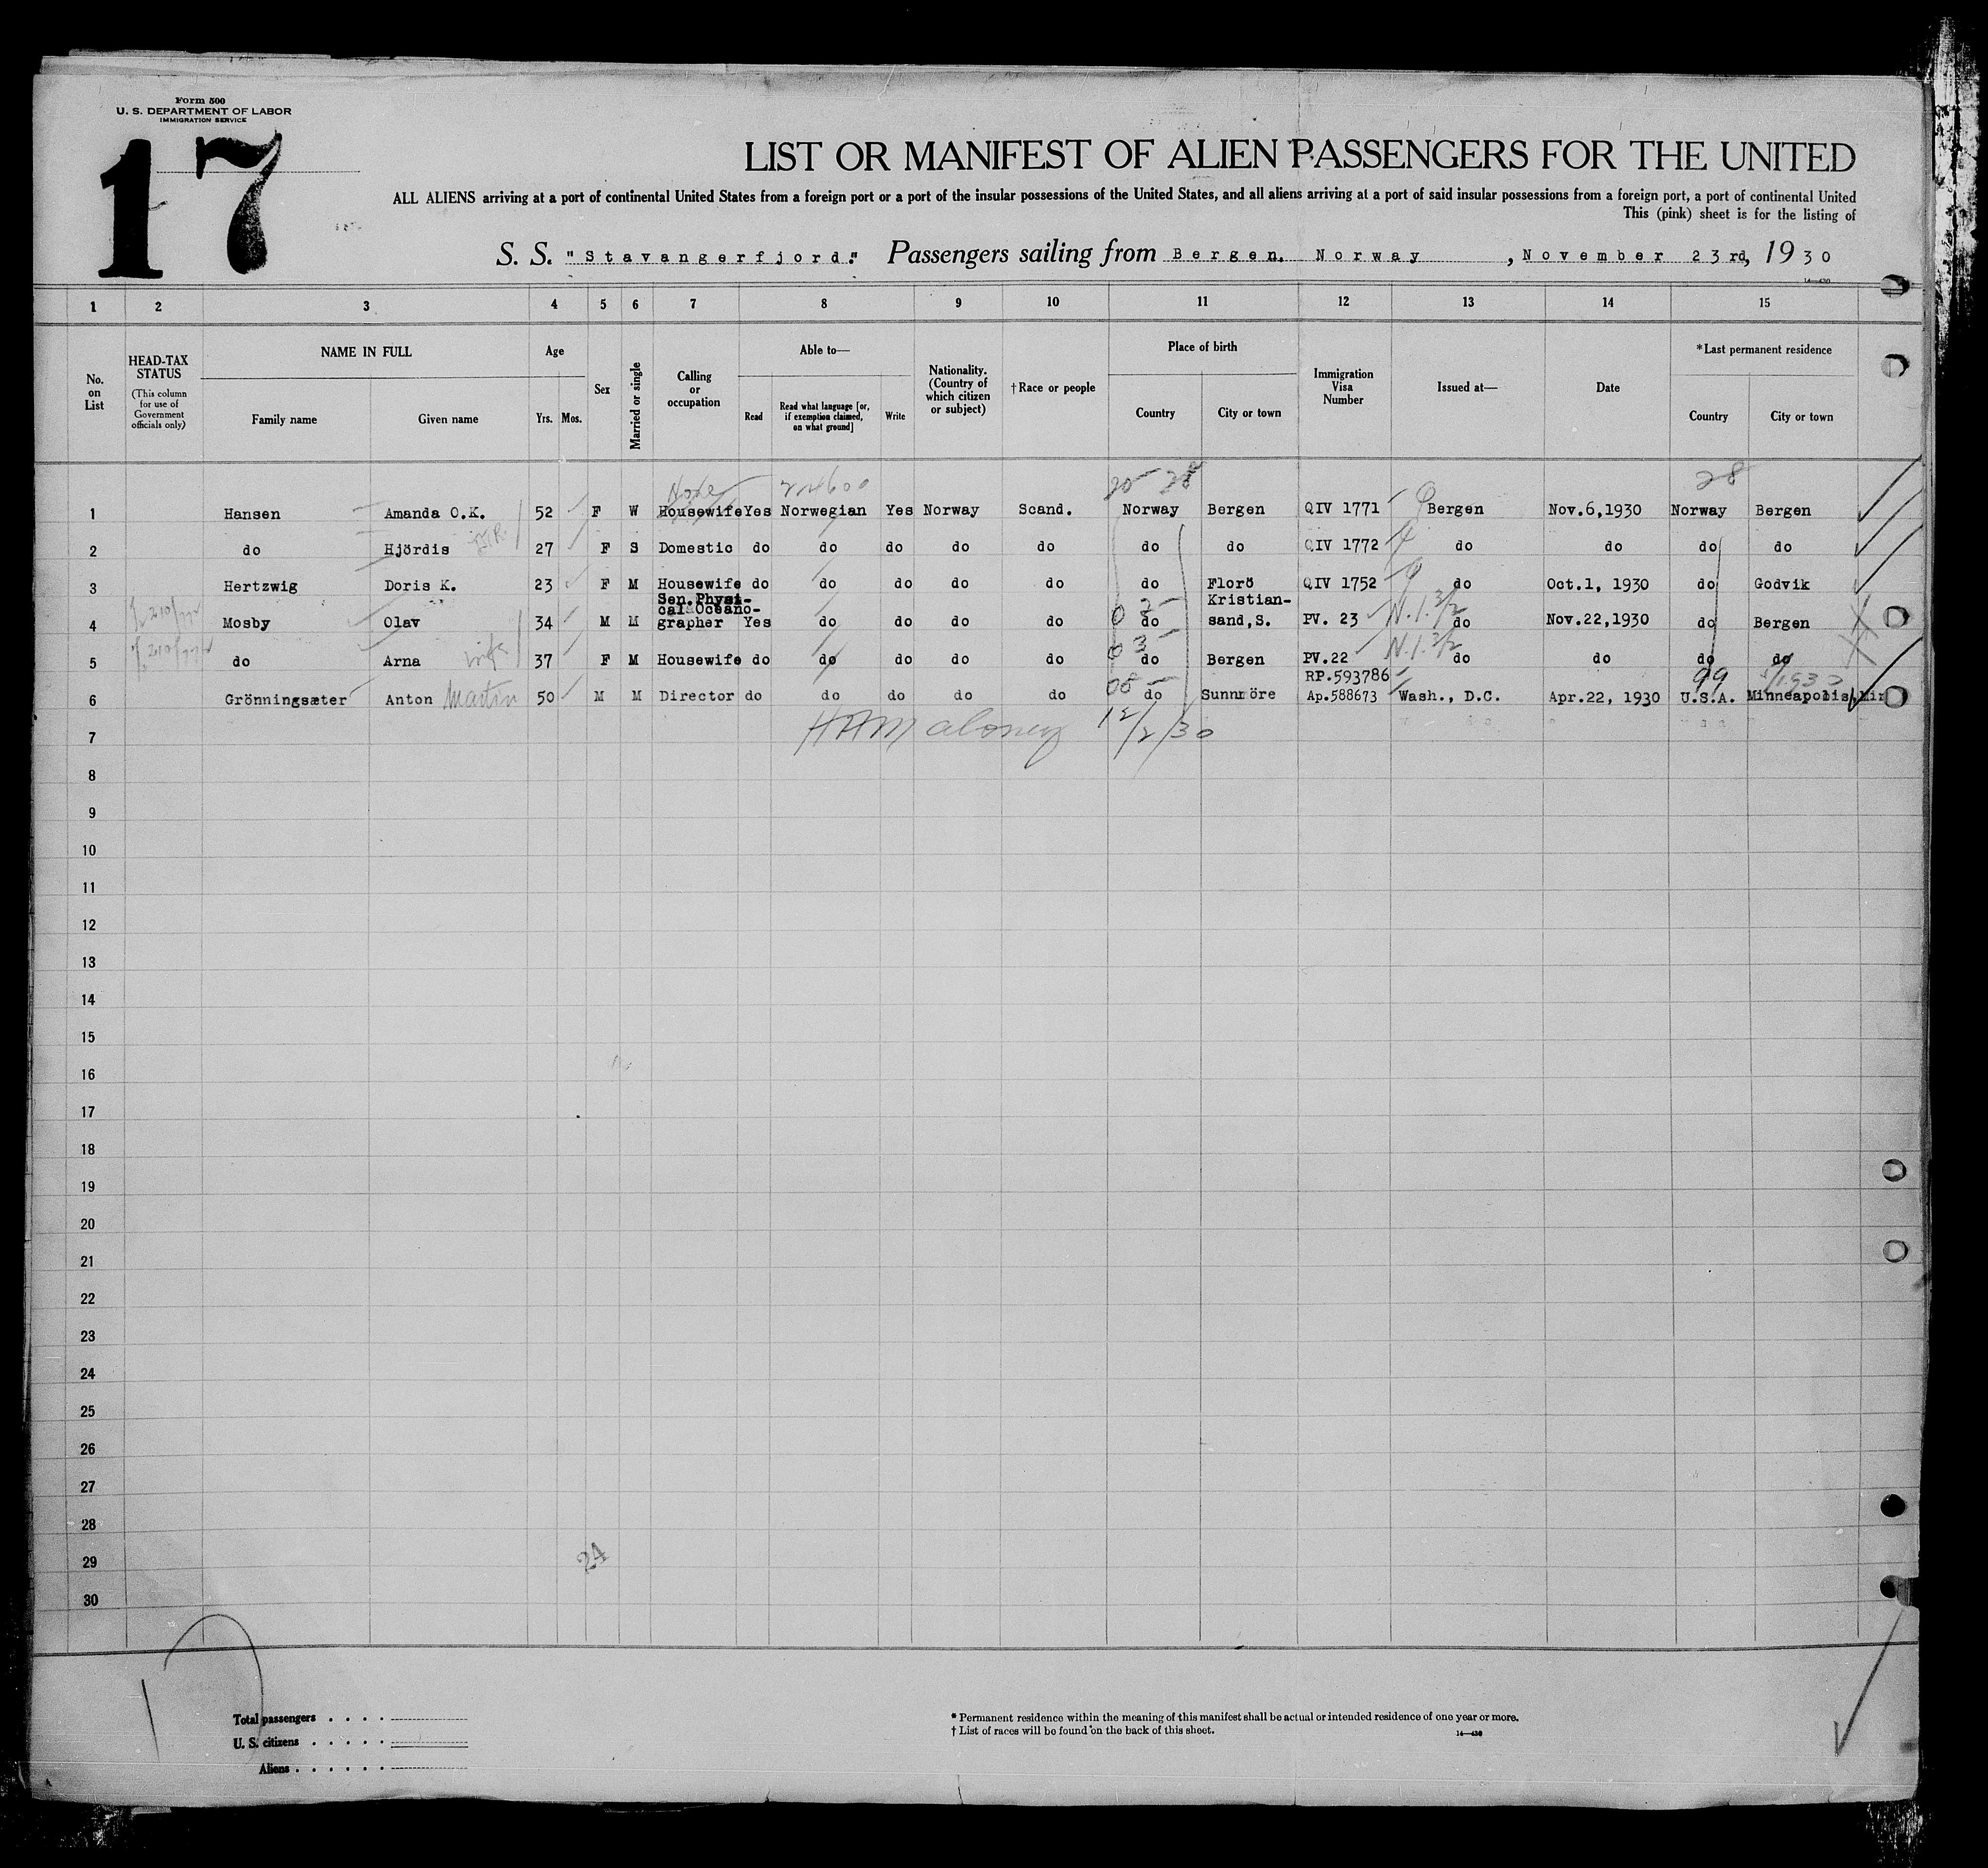 Form 500
U. S. DEPARTMENT OF LABOR
IMMIGRATION SERVICE
17
LIST OR MANIFEST OF ALIEN PASSENGERS FOR THE UNITED
ALL ALIENS arriving at a port of continental United States from a foreign port or a port of the insular possessions of the United States, and all aliens arriving at a port of said insular possessions from a foreign port, a port of continental United
This (pink) sheet is for the listing of
S. S. "Stavangerfjord." Passengers sailing from Bergen, Norway, November 23rd, 1930
14—430
1 2 3 4 5 6 7 8 9 10 11 12 13 14 15
No. on List
HEAD-TAX STATUS (This column for use of Government officials only)
NAME IN FULL
Family name Given name
Age
Yrs. Mos.
Sex
Married or single
Calling or occupation
Able to—
Read
Read what language [or, if exemption claimed, on what ground]
Write
Nationality. (Country of which citizen or subject)
†Race or people
Place of birth
Country City or town
Immigration Visa Number
Issued at—
Date
*Last permanent residence
Country City or town
None 20 28 28
1 Hansen Amanda O.K. 52 F W Housewife Yes Norwegian Yes Norway Scand. Norway Bergen QIV 1771 Bergen Nov.6,1930 Norway Bergen
2 do Hjördis 27 F S Domestic do do do do do do do QIV 1772 do do do do
3 Hertzwig Doris K. 23 F M Housewife do do do do do do Florö QIV 1752 do Oct.1, 1930 do Godvik
4 Mosby Olav 34 M M Sen. Physical Oceanographer Yes do do do do do Kristiansand,S. PV. 23 do Nov.22,1930 do Bergen
5 do Arna wife 37 F M Housewife do do do do do do Bergen PV.22 do do do do
RP.593786 99
6 Grönningsæter Anton Martin 50 M M Director do do do do do do Sunnmöre Ap.588673 Wash., D.C. Apr.22, 1930 U.S.A. Minneapolis, Min
7 HAMaloney 12/2/30
8
9
10
11
12
13
14
15
16
17
18
19
20
21
22
23
24
25
26
27
28
29
24
30
Total passengers . . . .
U. S. citizens . . . . .
Aliens . . . . . .
* Permanent residence within the meaning of this manifest shall be actual or intended residence of one year or more.
† List of races will be found on the back of this sheet.
14—430